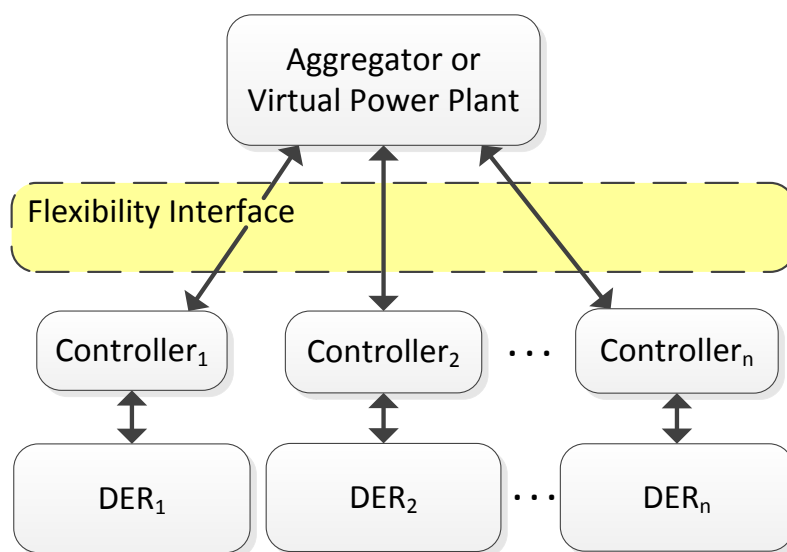 Aggregator or
Virtual Power Plant
Flexibility Interface
Controller₁
Controller₂
...
Controllerₙ
DER₁
DER₂
...
DERₙ